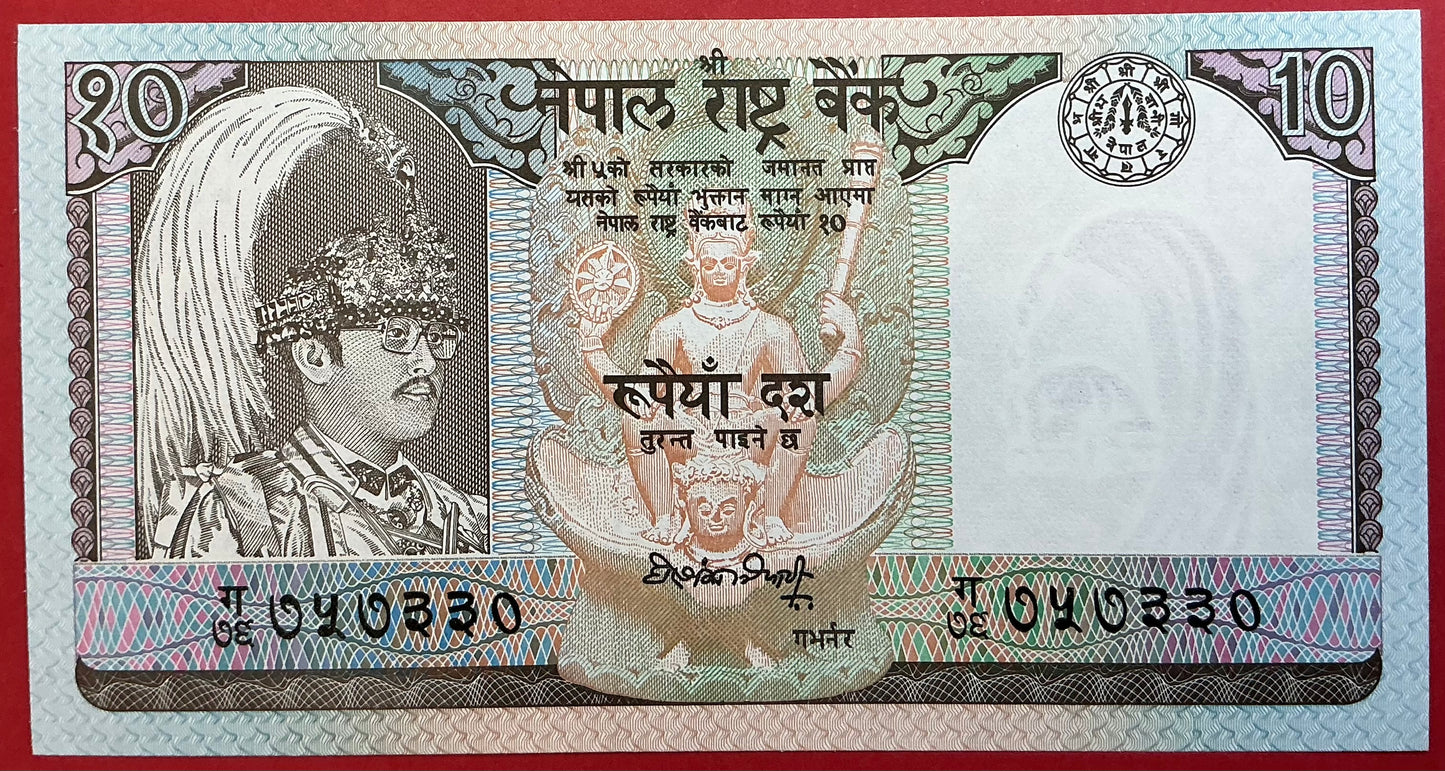 १०
श्री
नेपाल राष्ट्र बैंक
10
श्री ५को सरकारको जमानत प्राप्त
यसको रूपैयाँ भुक्तान माग्न आएमा
नेपाल राष्ट्र बैंकबाट रूपैयाँ १०
रूपैयाँ दश
तुरन्त पाइने छ
गभर्नर
ग
७६ ७५७३३०
ग
७६ ७५७३३०
श्री श्री श्री
नेपाल